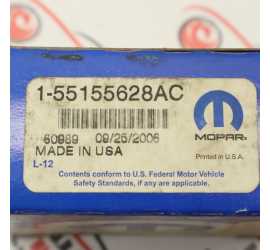 1-55155628AC
60989 09/26/2006
MADE IN USA
L-12
MOPAR
Printed in U.S.A.
Contents conform to U.S. Federal Motor Vehicle
Safety Standards, if any are applicable.